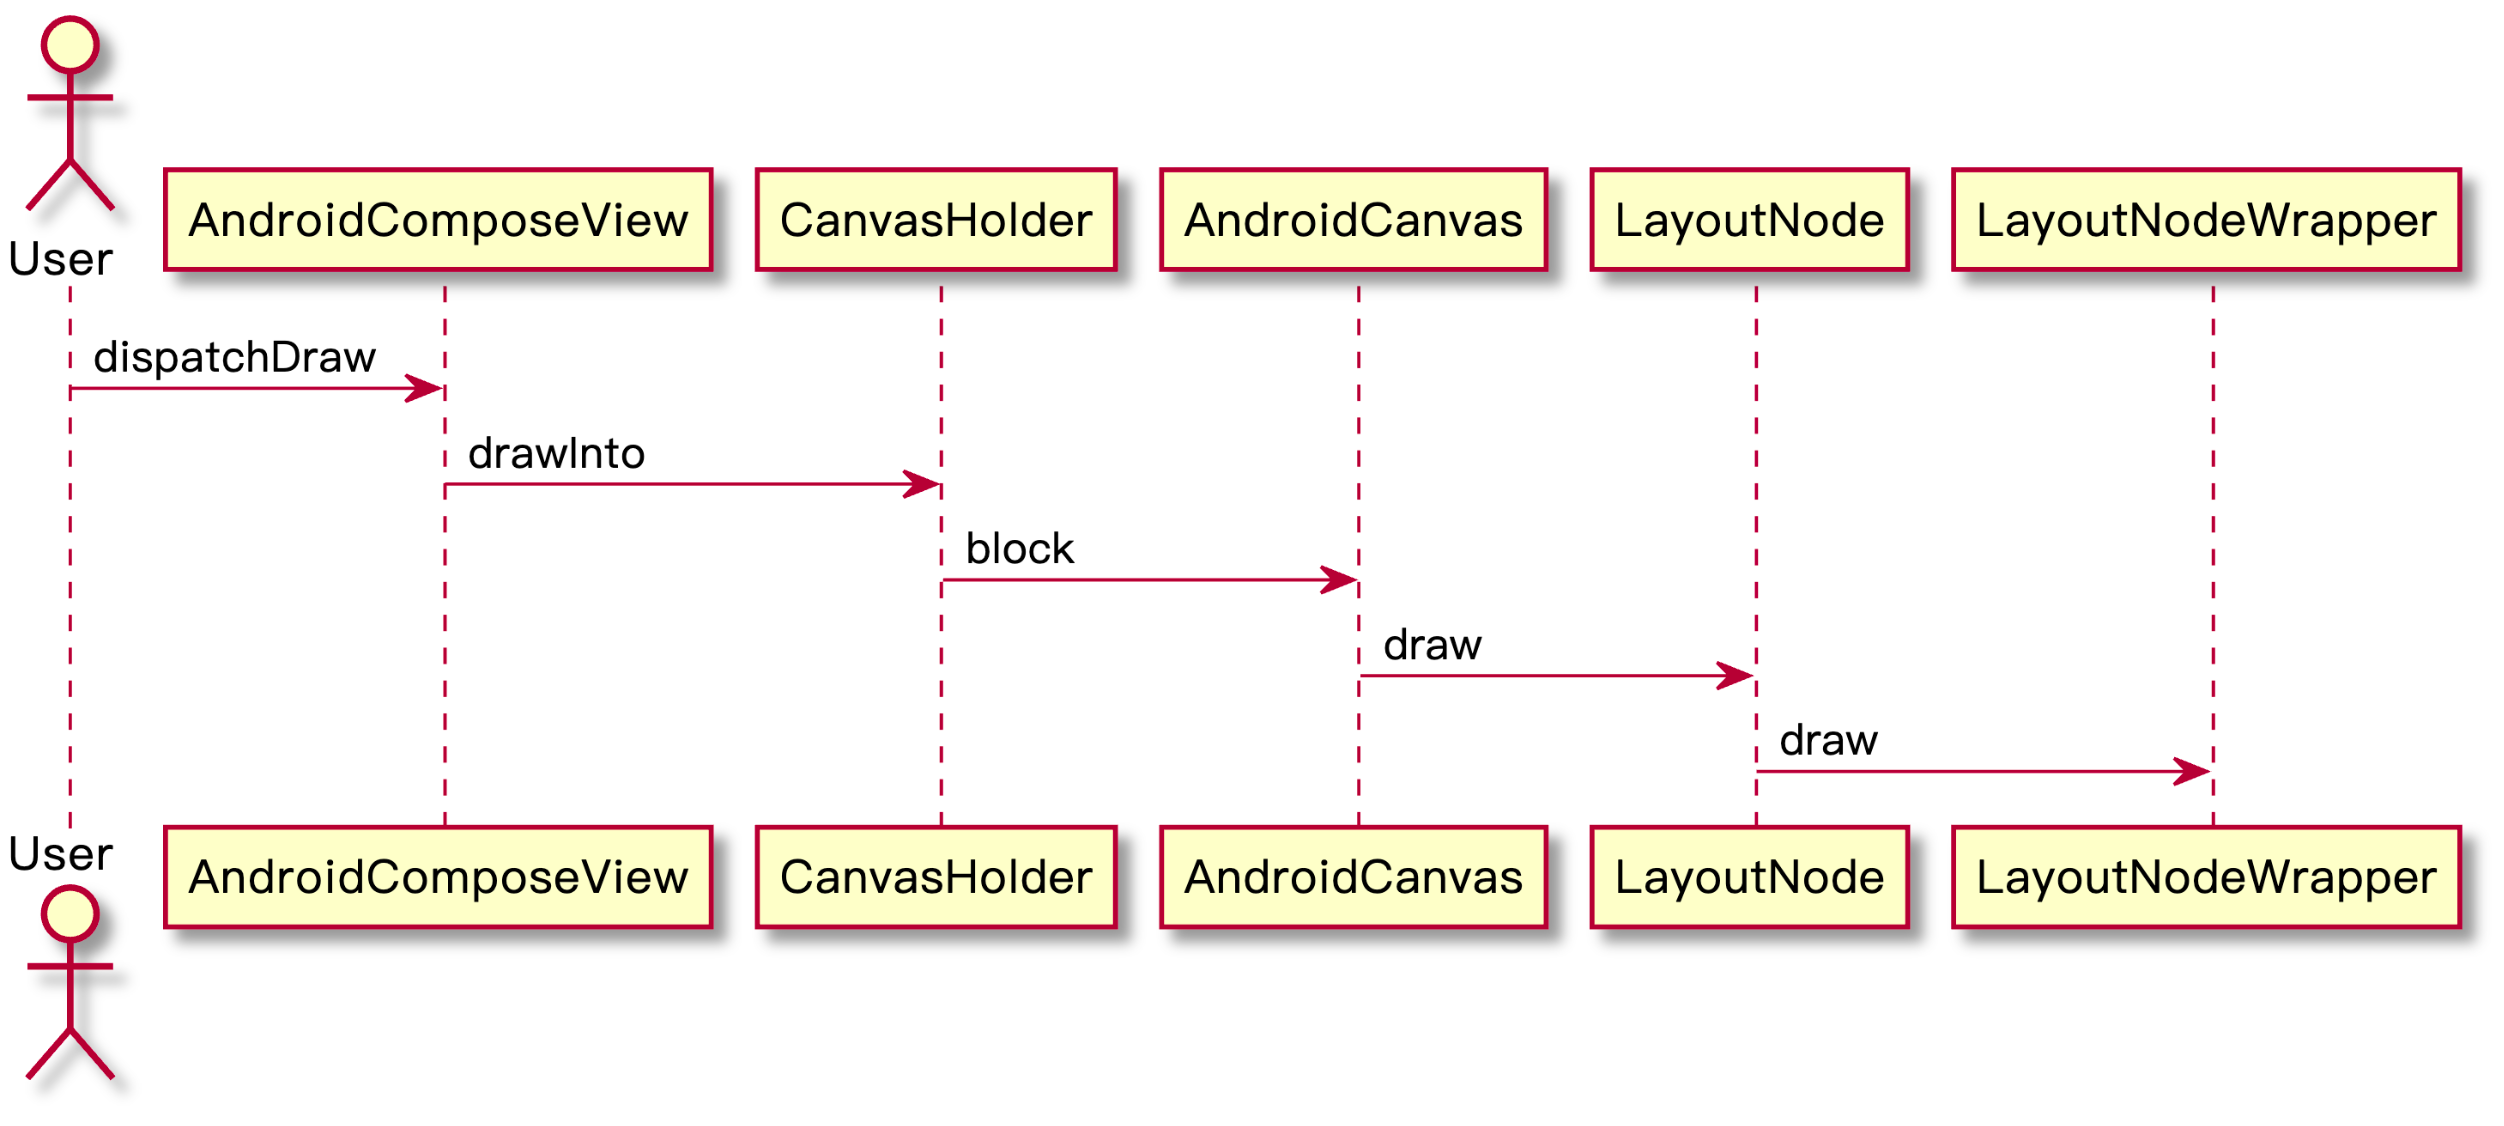 User
AndroidComposeView
CanvasHolder
AndroidCanvas
LayoutNode
LayoutNodeWrapper
dispatchDraw
drawInto
block
draw
draw
User
AndroidComposeView
CanvasHolder
AndroidCanvas
LayoutNode
LayoutNodeWrapper